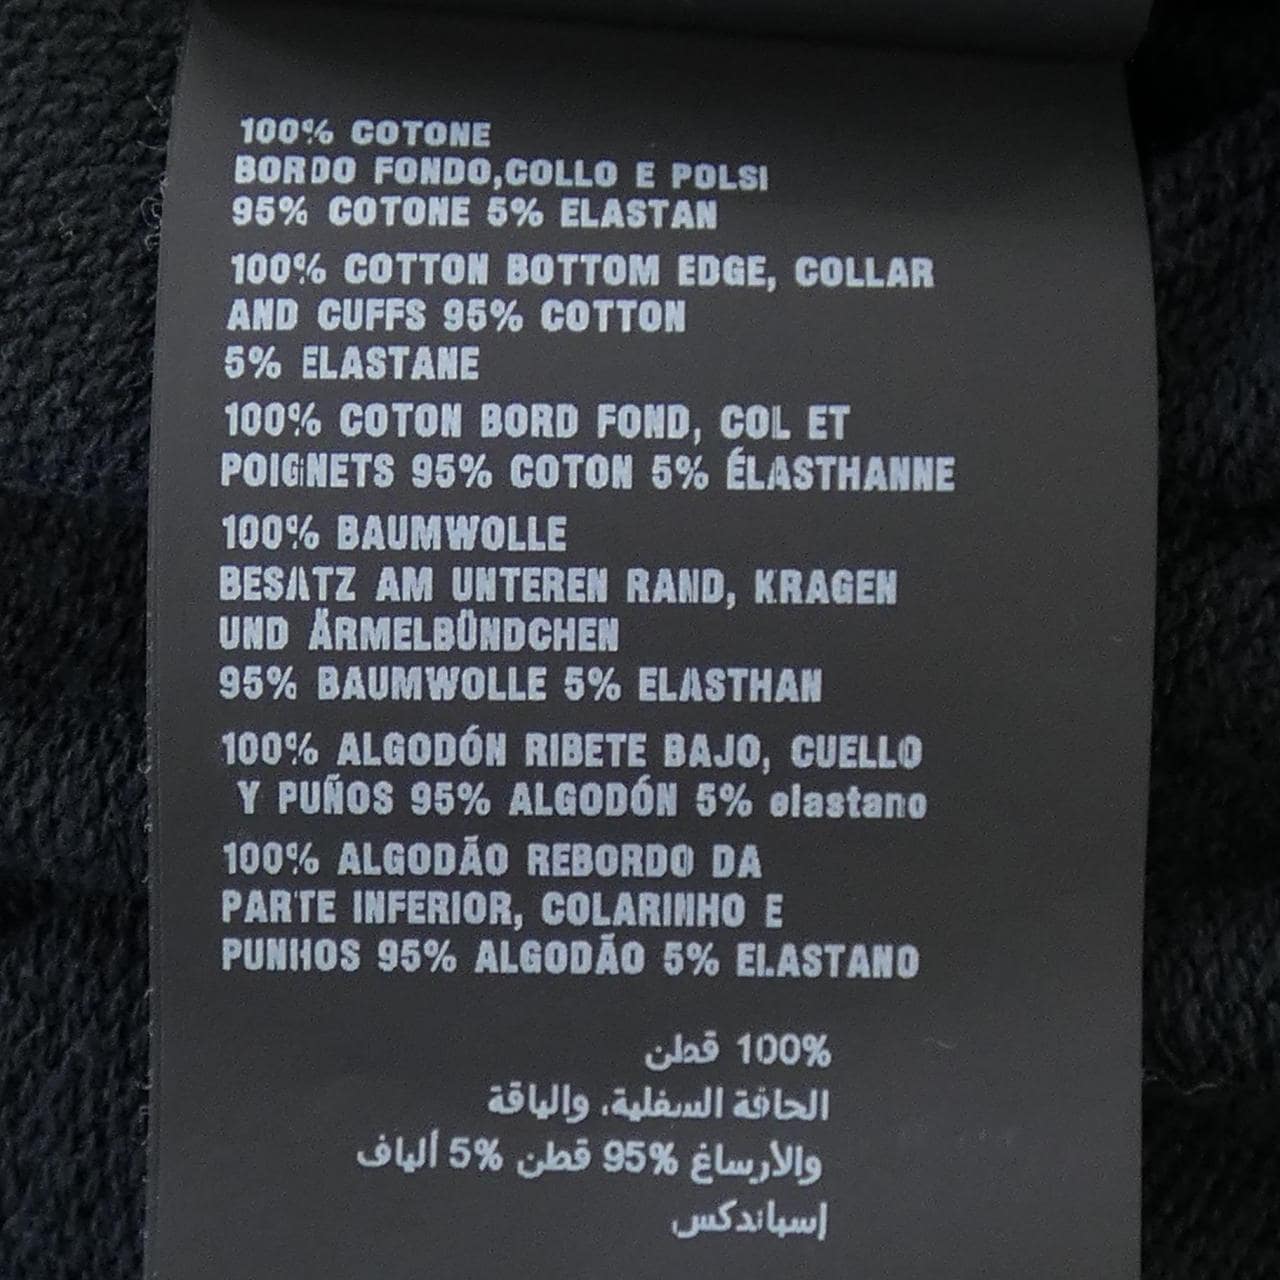 100% COTONE
BORDO FONDO,COLLO E POLSI
95% COTONE 5% ELASTAN
100% COTTON BOTTOM EDGE, COLLAR
AND CUFFS 95% COTTON
5% ELASTANE
100% COTON BORD FOND, COL ET
POIGNETS 95% COTON 5% ÉLASTHANNE
100% BAUMWOLLE
BESATZ AM UNTEREN RAND, KRAGEN
UND ÄRMELBÜNDCHEN
95% BAUMWOLLE 5% ELASTHAN
100% ALGODÓN RIBETE BAJO, CUELLO
Y PUÑOS 95% ALGODÓN 5% elastano
100% ALGODÃO REBORDO DA
PARTE INFERIOR, COLARINHO E
PUNHOS 95% ALGODÃO 5% ELASTANO
100% قطن
الحافة السفلية، والياقة
والأرساغ 95% قطن 5% ألياف
إسباندكس